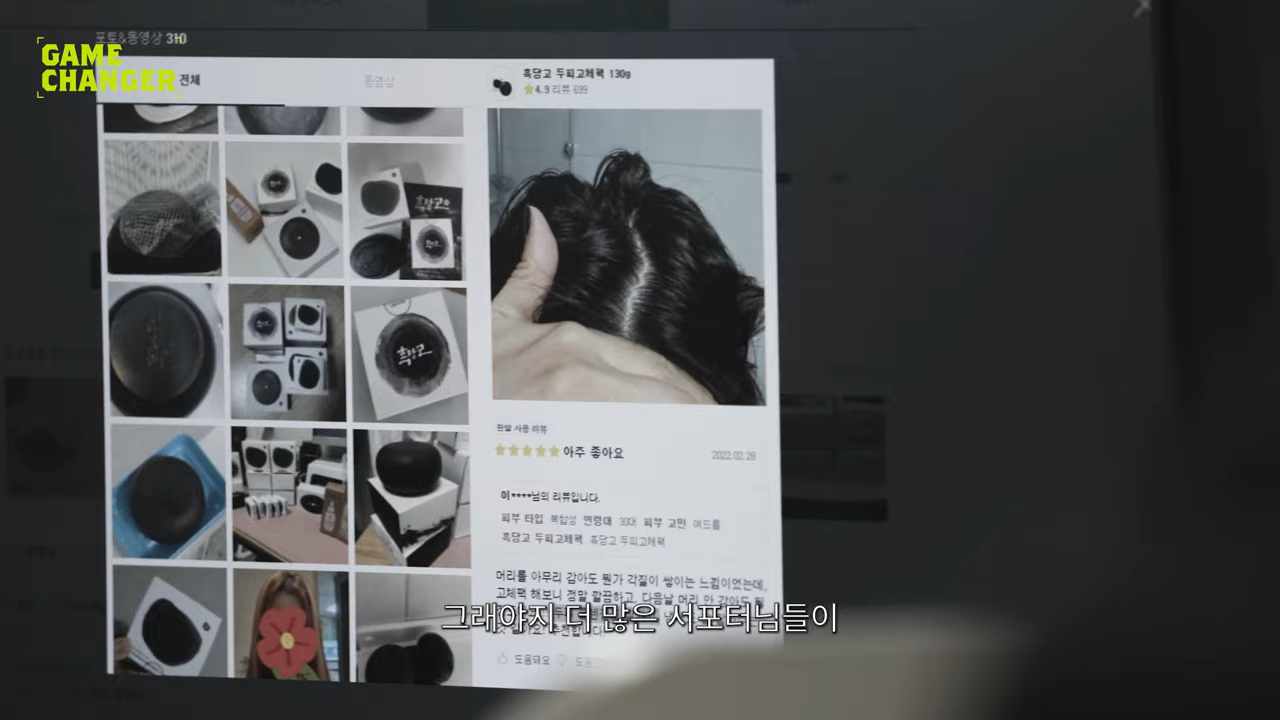 포토&동영상 310
GAME
CHANGER
전체
동영상
흑당고 두피고체팩 130g
4.9 리뷰 699
흑당고
흑당고
한달 사용 리뷰
아주 좋아요
2022.02.28
이****님의 리뷰입니다.
피부 타입 복합성 연령대 30대 피부 고민 여드름
흑당고 두피고체팩 흑당고 두피고체팩
머리를 아무리 감아도 뭔가 각질이 쌓이는 느낌이었는데,
고체팩 해보니 정말 깔끔하고, 다음날 머리 안 감아도
그래야지 더 많은 서포터님들이
도움돼요